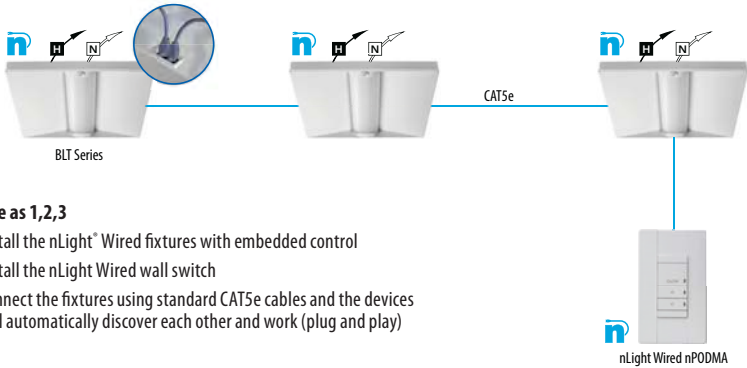 n H N
n H N
n H N
CAT5e
BLT Series
e as 1,2,3
tall the nLight® Wired fixtures with embedded control
tall the nLight Wired wall switch
nnect the fixtures using standard CAT5e cables and the devices
l automatically discover each other and work (plug and play)
n
nLight Wired nPODMA